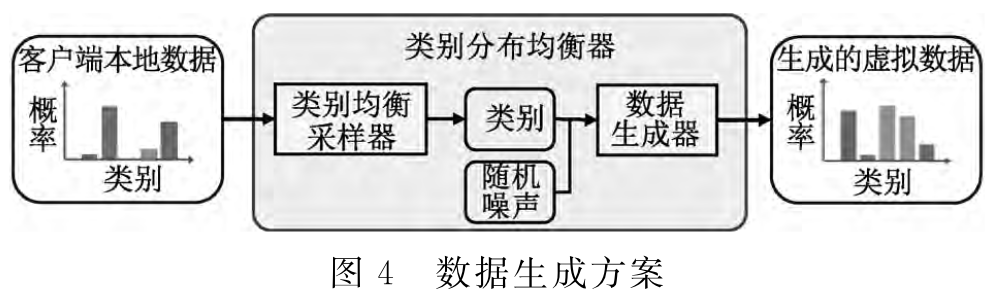 客户端本地数据
概率
类别
类别分布均衡器
类别均衡
采样器
类别
随机
噪声
数据
生成器
生成的虚拟数据
概率
类别
图 4 数据生成方案